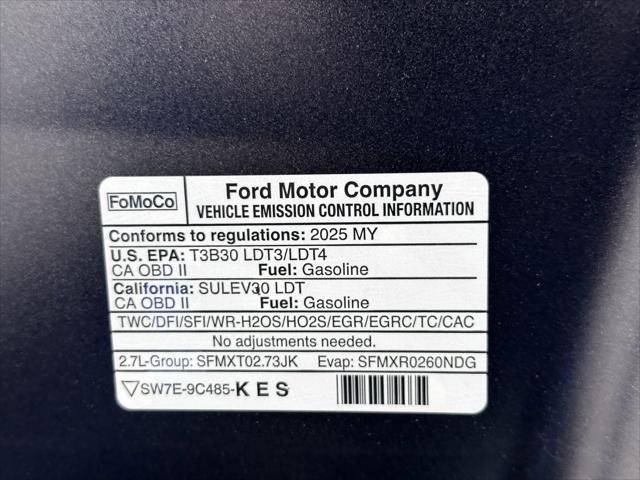 FoMoCo
Ford Motor Company
VEHICLE EMISSION CONTROL INFORMATION
Conforms to regulations: 2025 MY
U.S. EPA: T3B30 LDT3/LDT4
CA OBD II Fuel: Gasoline
California: SULEV30 LDT
CA OBD II Fuel: Gasoline
TWC/DFI/SFI/WR-H2OS/HO2S/EGR/EGRC/TC/CAC
No adjustments needed.
2.7L-Group: SFMXT02.73JK Evap: SFMXR0260NDG
▽SW7E-9C485-KES